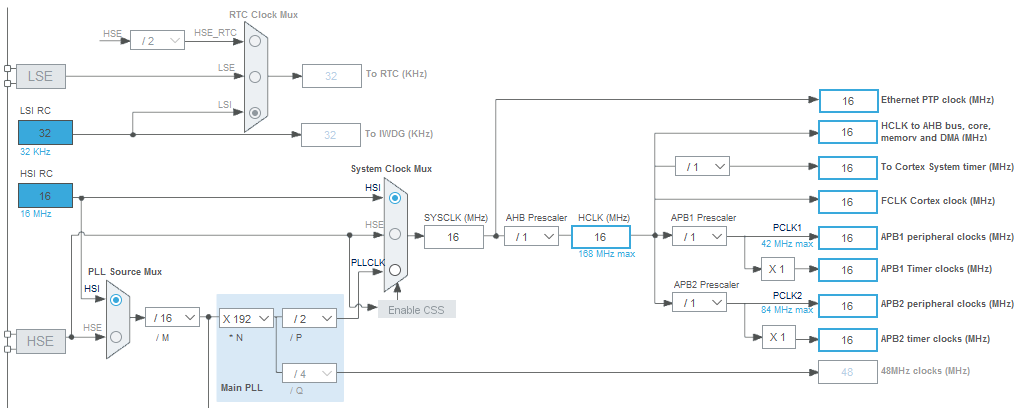 RTC Clock Mux
HSE
/ 2
HSE_RTC
LSE
LSE
32
To RTC (KHz)
LSI RC
LSI
32
32 KHz
32
To IWDG (KHz)
HSI RC
16
16 MHz
System Clock Mux
HSI
HSE
PLLCLK
SYSCLK (MHz)
16
AHB Prescaler
/ 1
HCLK (MHz)
16
168 MHz max
16
Ethernet PTP clock (MHz)
16
HCLK to AHB bus, core,
memory and DMA (MHz)
/ 1
16
To Cortex System timer (MHz)
16
FCLK Cortex clock (MHz)
APB1 Prescaler
/ 1
PCLK1
42 MHz max
16
APB1 peripheral clocks (MHz)
X 1
16
APB1 Timer clocks (MHz)
APB2 Prescaler
/ 1
PCLK2
84 MHz max
16
APB2 peripheral clocks (MHz)
X 1
16
APB2 timer clocks (MHz)
48
48MHz clocks (MHz)
PLL Source Mux
HSI
HSE
HSE
/ 16
/ M
X 192
* N
/ 2
/ P
/ 4
/ Q
Main PLL
Enable CSS